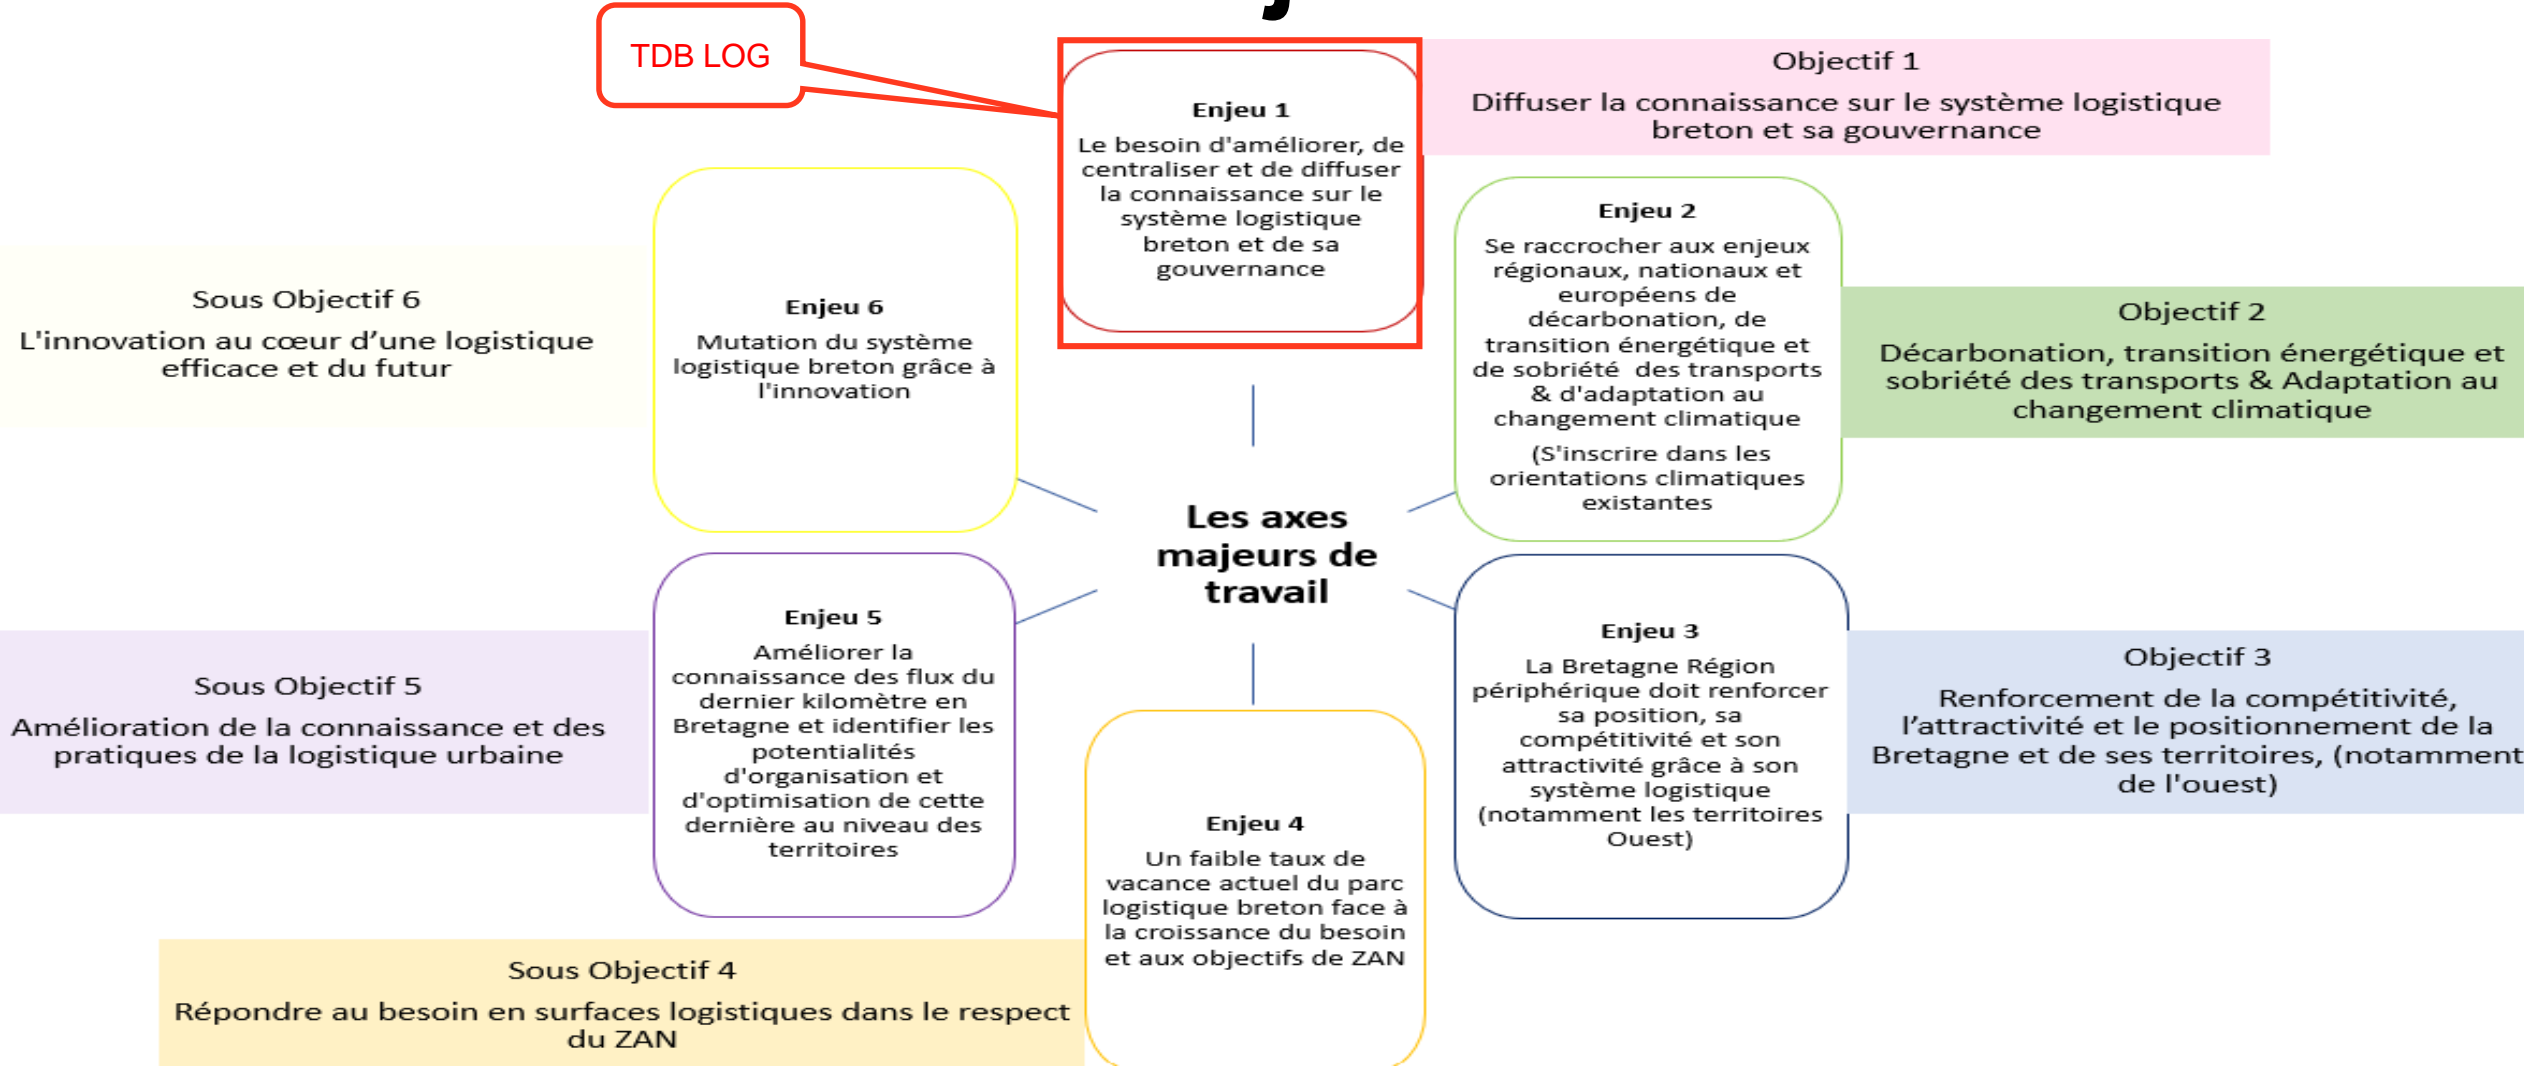 TDB LOG
Enjeu 1
Le besoin d'améliorer, de
centraliser et de diffuser
la connaissance sur le
système logistique
breton et de sa
gouvernance
Objectif 1
Diffuser la connaissance sur le système logistique
breton et sa gouvernance
Enjeu 2
Se raccrocher aux enjeux
régionaux, nationaux et
européens de
décarbonation, de
transition énergétique et
de sobriété des transports
& d'adaptation au
changement climatique
(S'inscrire dans les
orientations climatiques
existantes
Objectif 2
Décarbonation, transition énergétique et
sobriété des transports & Adaptation au
changement climatique
Sous Objectif 6
L'innovation au cœur d’une logistique
efficace et du futur
Enjeu 6
Mutation du système
logistique breton grâce à
l'innovation
Les axes
majeurs de
travail
Enjeu 3
La Bretagne Région
périphérique doit renforcer
sa position, sa
compétitivité et son
attractivité grâce à son
système logistique
(notamment les territoires
Ouest)
Objectif 3
Renforcement de la compétitivité,
l’attractivité et le positionnement de la
Bretagne et de ses territoires, (notamment
de l'ouest)
Sous Objectif 5
Amélioration de la connaissance et des
pratiques de la logistique urbaine
Enjeu 5
Améliorer la
connaissance des flux du
dernier kilomètre en
Bretagne et identifier les
potentialités
d'organisation et
d'optimisation de cette
dernière au niveau des
territoires
Enjeu 4
Un faible taux de
vacance actuel du parc
logistique breton face à
la croissance du besoin
et aux objectifs de ZAN
Sous Objectif 4
Répondre au besoin en surfaces logistiques dans le respect
du ZAN